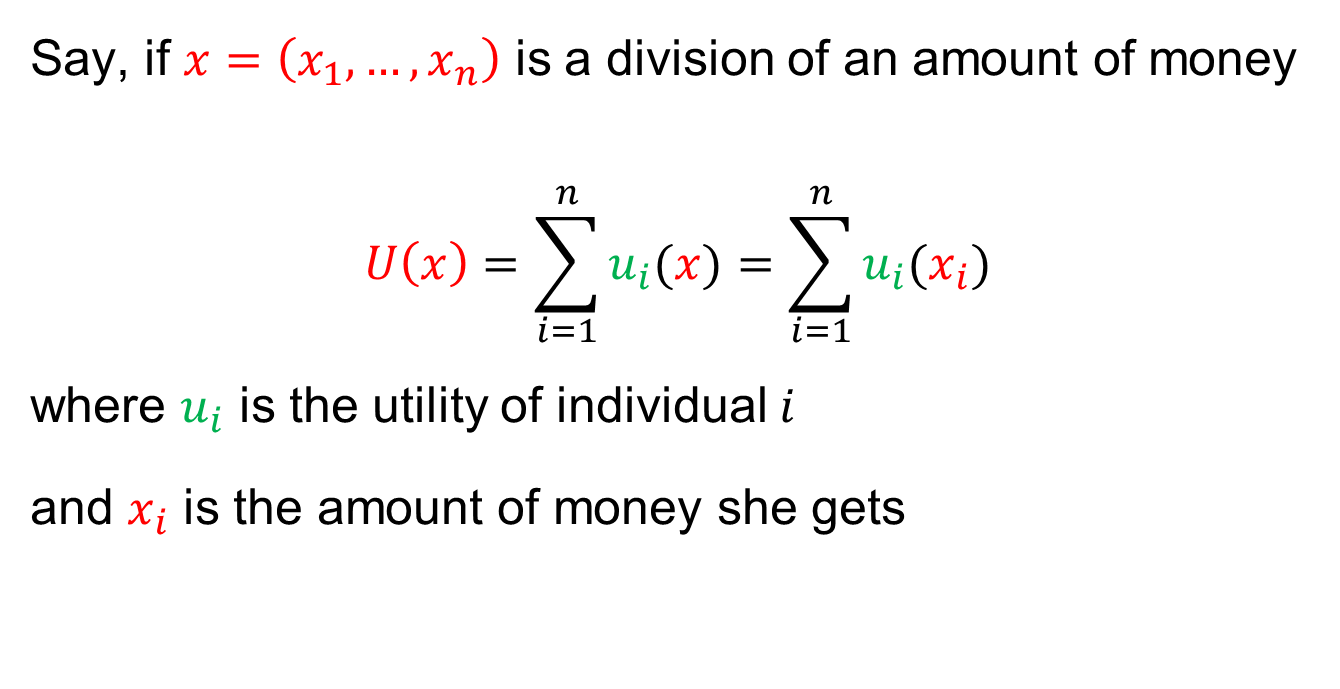 Say, if x = (x₁, … , xₙ) is a division of an amount of money
U(x) = ∑ᵢ₌₁ⁿ uᵢ(x) = ∑ᵢ₌₁ⁿ uᵢ(xᵢ)
where uᵢ is the utility of individual i
and xᵢ is the amount of money she gets